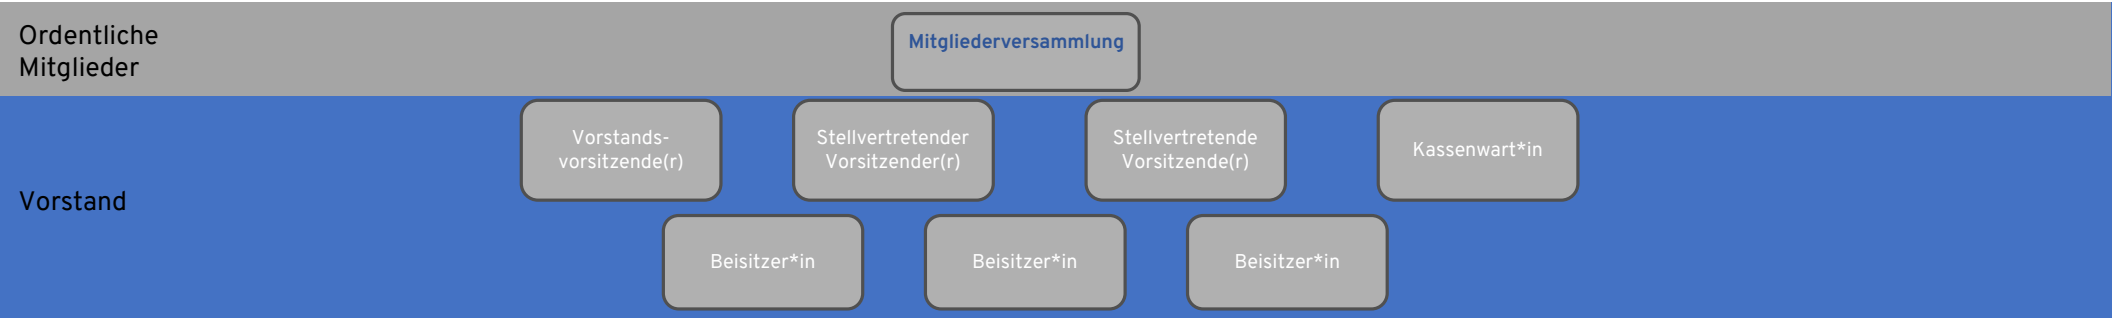 Ordentliche
Mitglieder
Mitgliederversammlung
Vorstands-
vorsitzende(r)
Stellvertretender
Vorsitzender(r)
Stellvertretende
Vorsitzende(r)
Kassenwart*in
Vorstand
Beisitzer*in
Beisitzer*in
Beisitzer*in